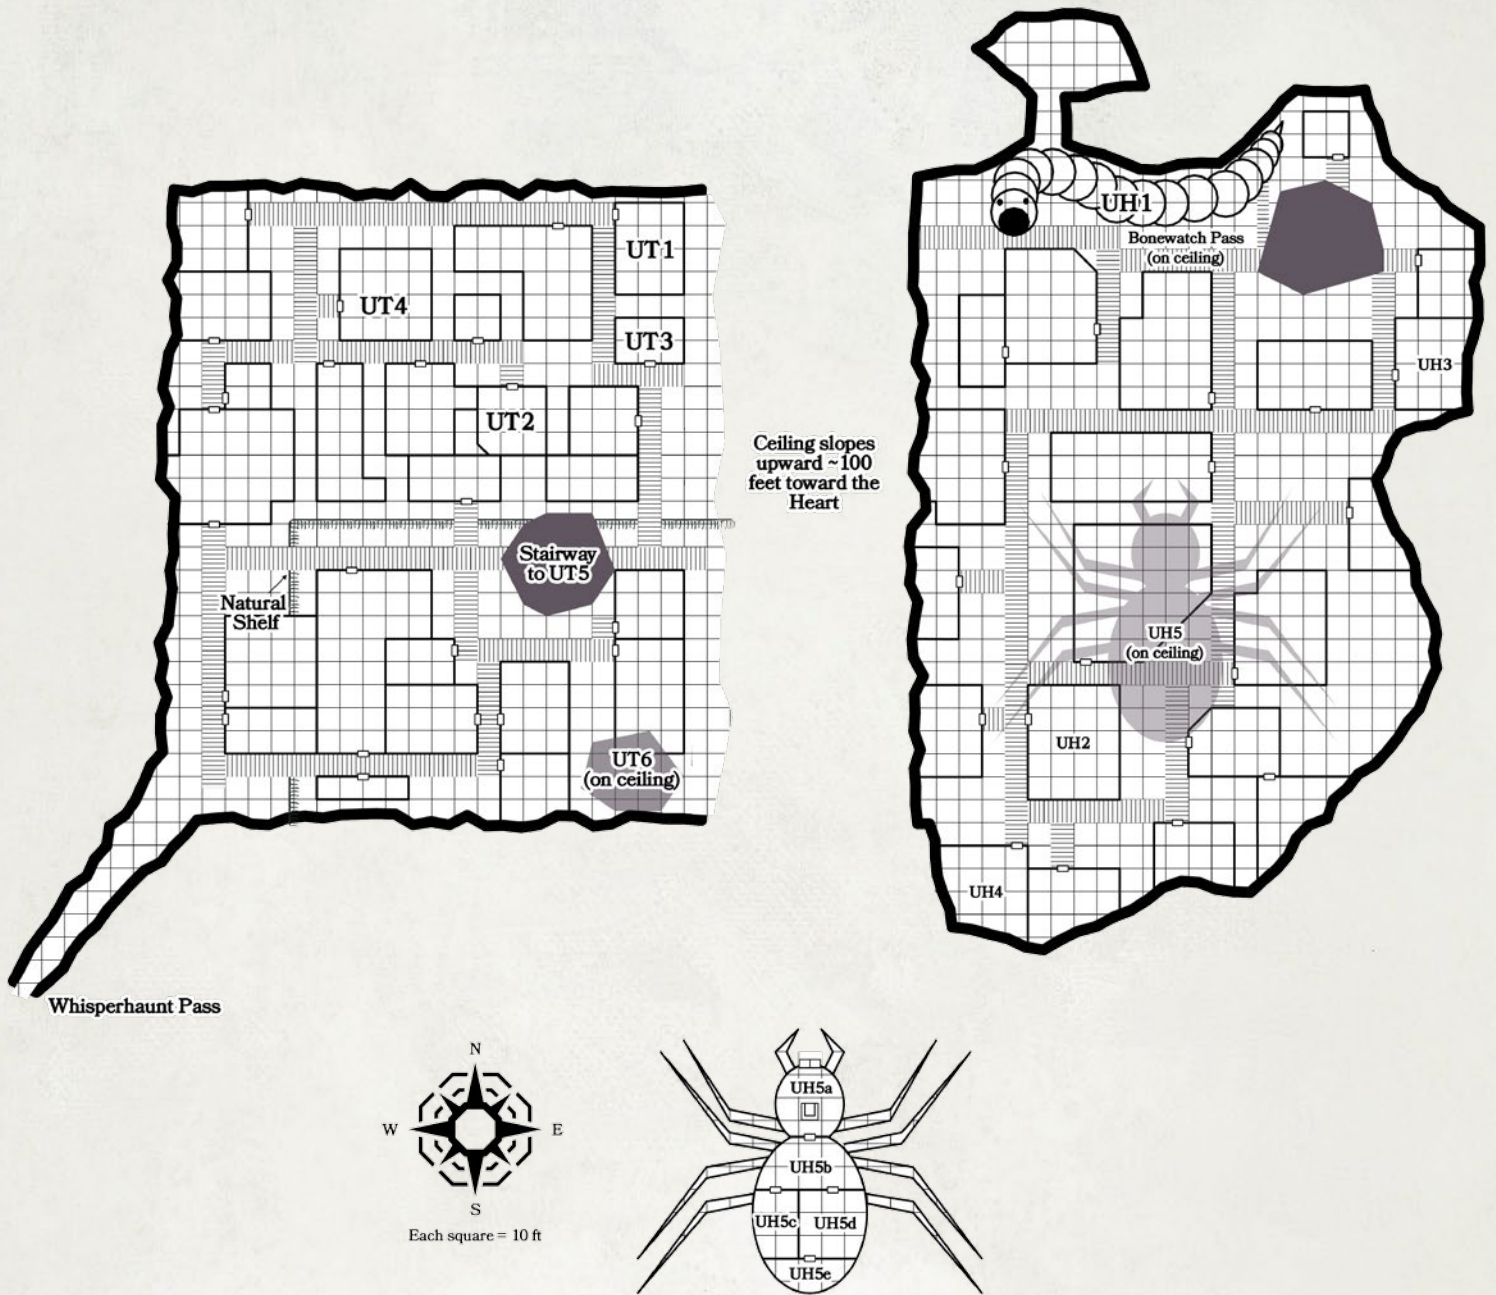 UH1
UT1
Bonewatch Pass
(on ceiling)
UT4
UT3
UH3
UT2
Ceiling slopes
upward ~100
feet toward the
Heart
Stairway
to UT5
Natural
Shelf
UH5
(on ceiling)
UH2
UT6
(on ceiling)
UH4
Whisperhaunt Pass
N
W
E
S
Each square = 10 ft
UH5a
UH5b
UH5c
UH5d
UH5e